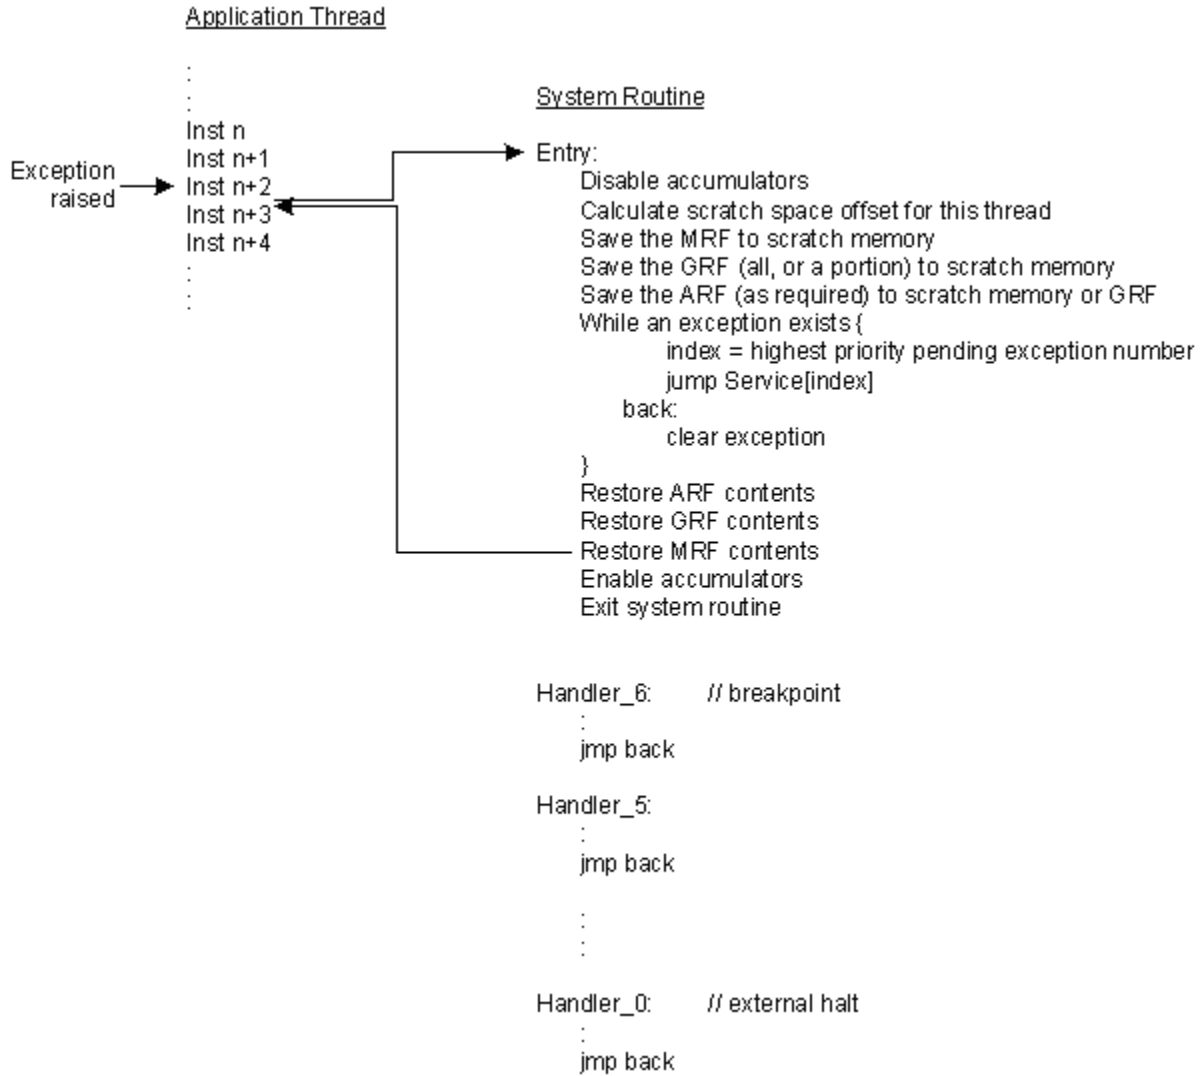 Application Thread
:
:
Inst n
Inst n+1
Exception
raised
Inst n+2
Inst n+3
Inst n+4
:
:
System Routine
Entry:
Disable accumulators
Calculate scratch space offset for this thread
Save the MRF to scratch memory
Save the GRF (all, or a portion) to scratch memory
Save the ARF (as required) to scratch memory or GRF
While an exception exists {
index = highest priority pending exception number
jump Service[index]
back:
clear exception
}
Restore ARF contents
Restore GRF contents
Restore MRF contents
Enable accumulators
Exit system routine
Handler_6: // breakpoint
:
jmp back
Handler_5:
:
jmp back
:
:
Handler_0: // external halt
:
jmp back